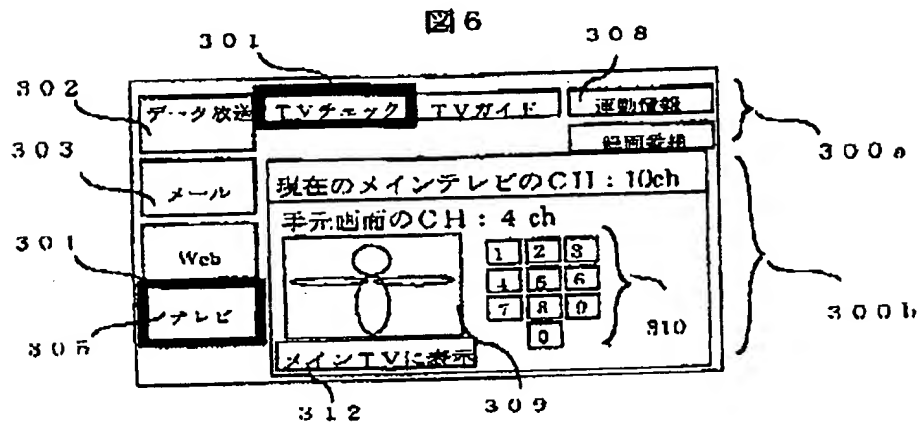 図6
301
308
302
データ放送
TVチェック
TVガイド
運動情報
録画番組
300a
303
メール
現在のメインテレビのCH:10ch
手元画面のCH:4 ch
301
Web
1 2 3
4 5 6
7 8 9
0
310
300b
305
テレビ
メインTVに表示
312
309